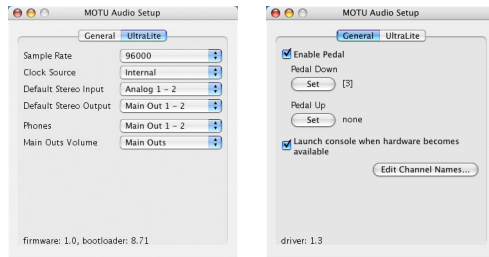 MOTU Audio Setup
General UltraLite
Sample Rate 96000
Clock Source Internal
Default Stereo Input Analog 1 – 2
Default Stereo Output Main Out 1 – 2
Phones Main Out 1 – 2
Main Outs Volume Main Outs
firmware: 1.0, bootloader: 8.71
MOTU Audio Setup
General UltraLite
Enable Pedal
Pedal Down
Set [3]
Pedal Up
Set none
Launch console when hardware becomes
available
Edit Channel Names...
driver: 1.3